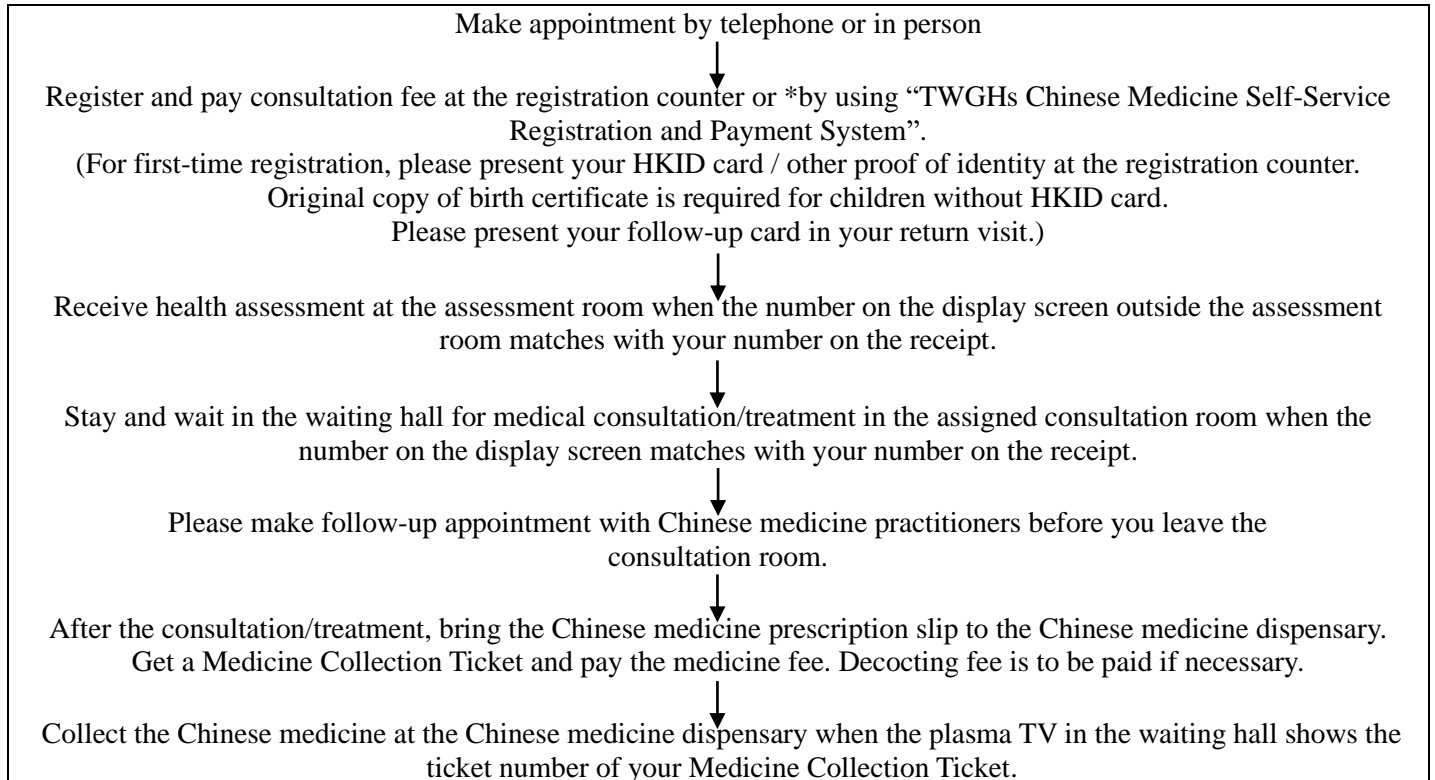 Make appointment by telephone or in person
Register and pay consultation fee at the registration counter or *by using “TWGHs Chinese Medicine Self-Service
Registration and Payment System”.
(For first-time registration, please present your HKID card / other proof of identity at the registration counter.
Original copy of birth certificate is required for children without HKID card.
Please present your follow-up card in your return visit.)
Receive health assessment at the assessment room when the number on the display screen outside the assessment
room matches with your number on the receipt.
Stay and wait in the waiting hall for medical consultation/treatment in the assigned consultation room when the
number on the display screen matches with your number on the receipt.
Please make follow-up appointment with Chinese medicine practitioners before you leave the
consultation room.
After the consultation/treatment, bring the Chinese medicine prescription slip to the Chinese medicine dispensary.
Get a Medicine Collection Ticket and pay the medicine fee. Decocting fee is to be paid if necessary.
Collect the Chinese medicine at the Chinese medicine dispensary when the plasma TV in the waiting hall shows the
ticket number of your Medicine Collection Ticket.